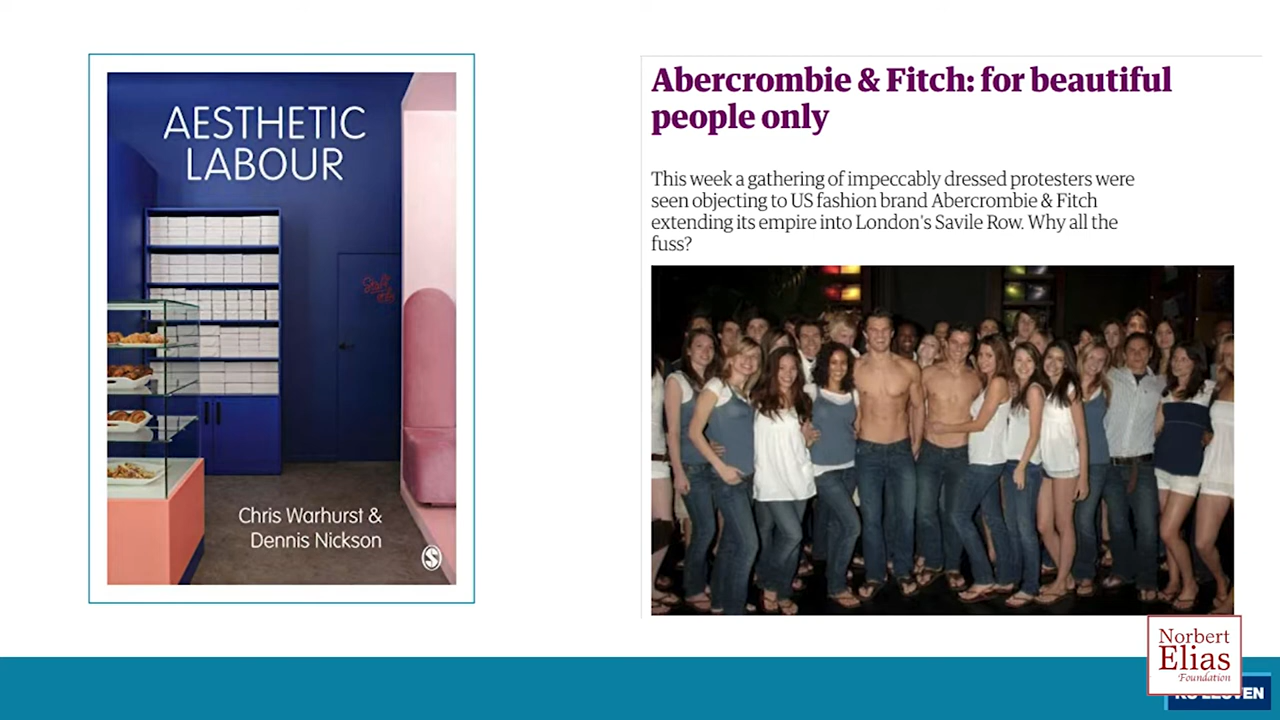 AESTHETIC
LABOUR
Chris Warhurst &
Dennis Nickson
Abercrombie & Fitch: for beautiful
people only
This week a gathering of impeccably dressed protesters were
seen objecting to US fashion brand Abercrombie & Fitch
extending its empire into London's Savile Row. Why all the
fuss?
Norbert
Elias
Foundation